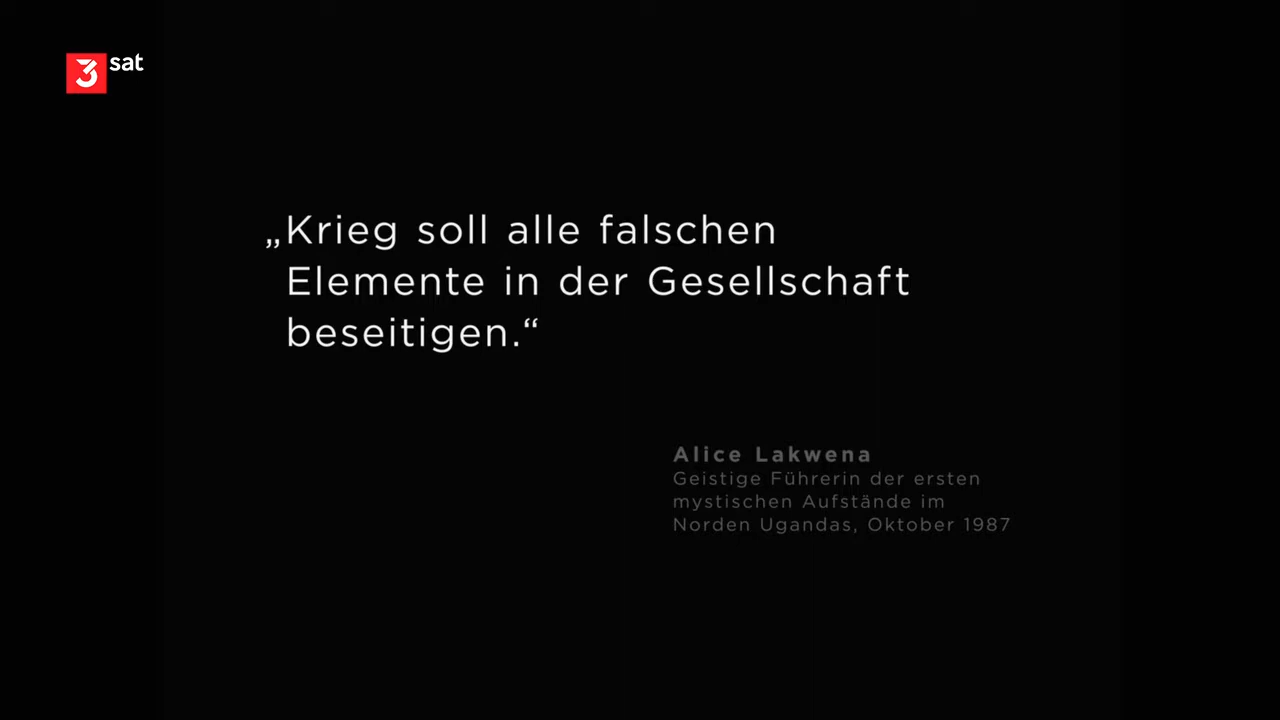 3sat
„Krieg soll alle falschen
Elemente in der Gesellschaft
beseitigen.“
Alice Lakwena
Geistige Führerin der ersten
mystischen Aufstände im
Norden Ugandas, Oktober 1987